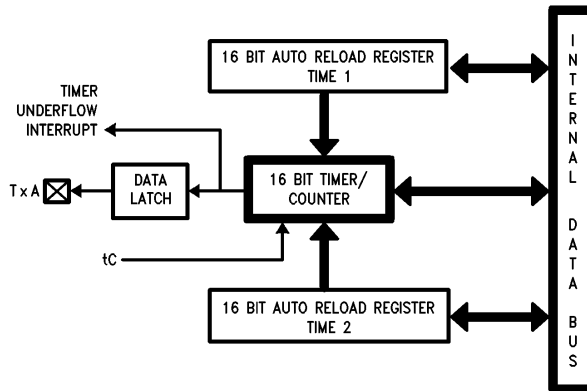 16 BIT AUTO RELOAD REGISTER
TIME 1
TIMER
UNDERFLOW
INTERRUPT
T x A
DATA
LATCH
16 BIT TIMER/
COUNTER
tC
16 BIT AUTO RELOAD REGISTER
TIME 2
INTERNAL DATA BUS